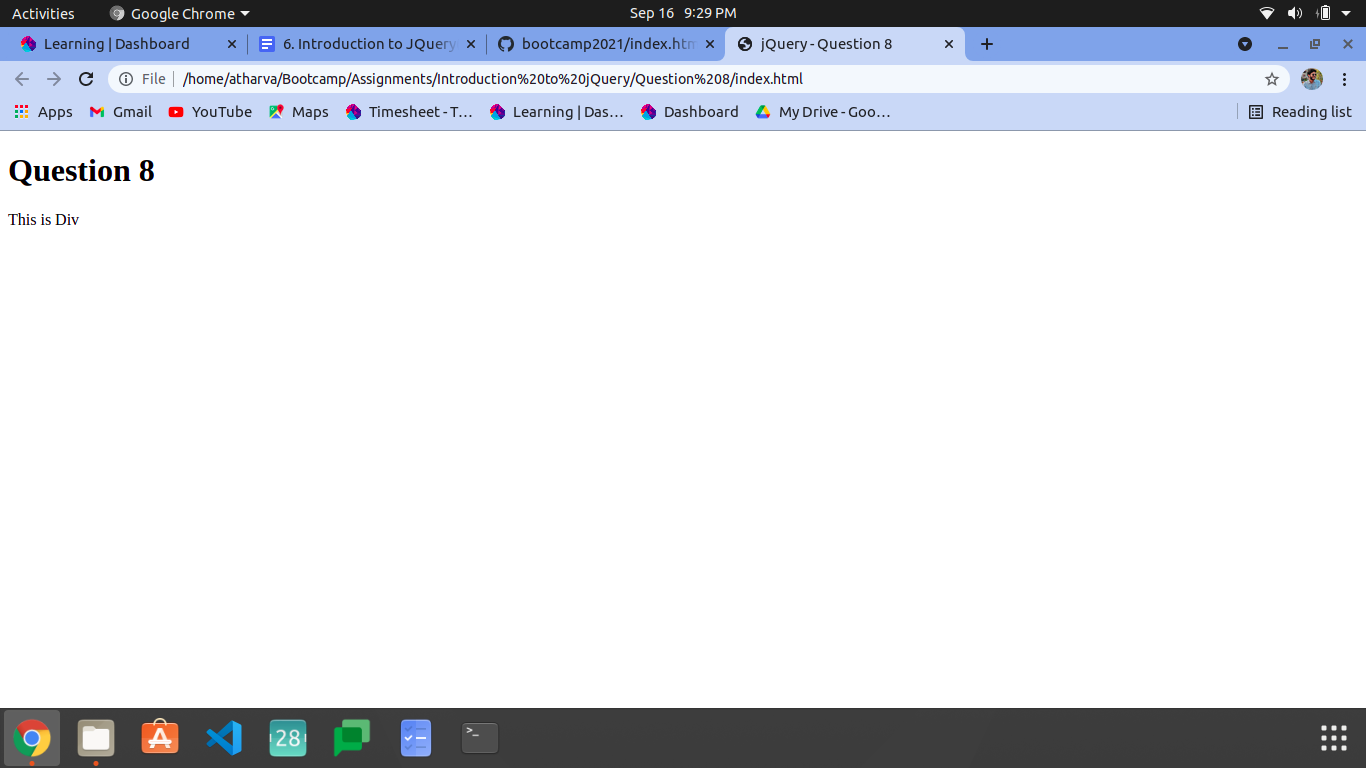 Activities Google Chrome Sep 16 9:29 PM
Learning | Dashboard 6. Introduction to JQuery bootcamp2021/index.htm jQuery - Question 8
File /home/atharva/Bootcamp/Assignments/Introduction%20to%20jQuery/Question%208/index.html
Apps Gmail YouTube Maps Timesheet - T... Learning | Das... Dashboard My Drive - Goo... Reading list
Question 8
This is Div
28 >_